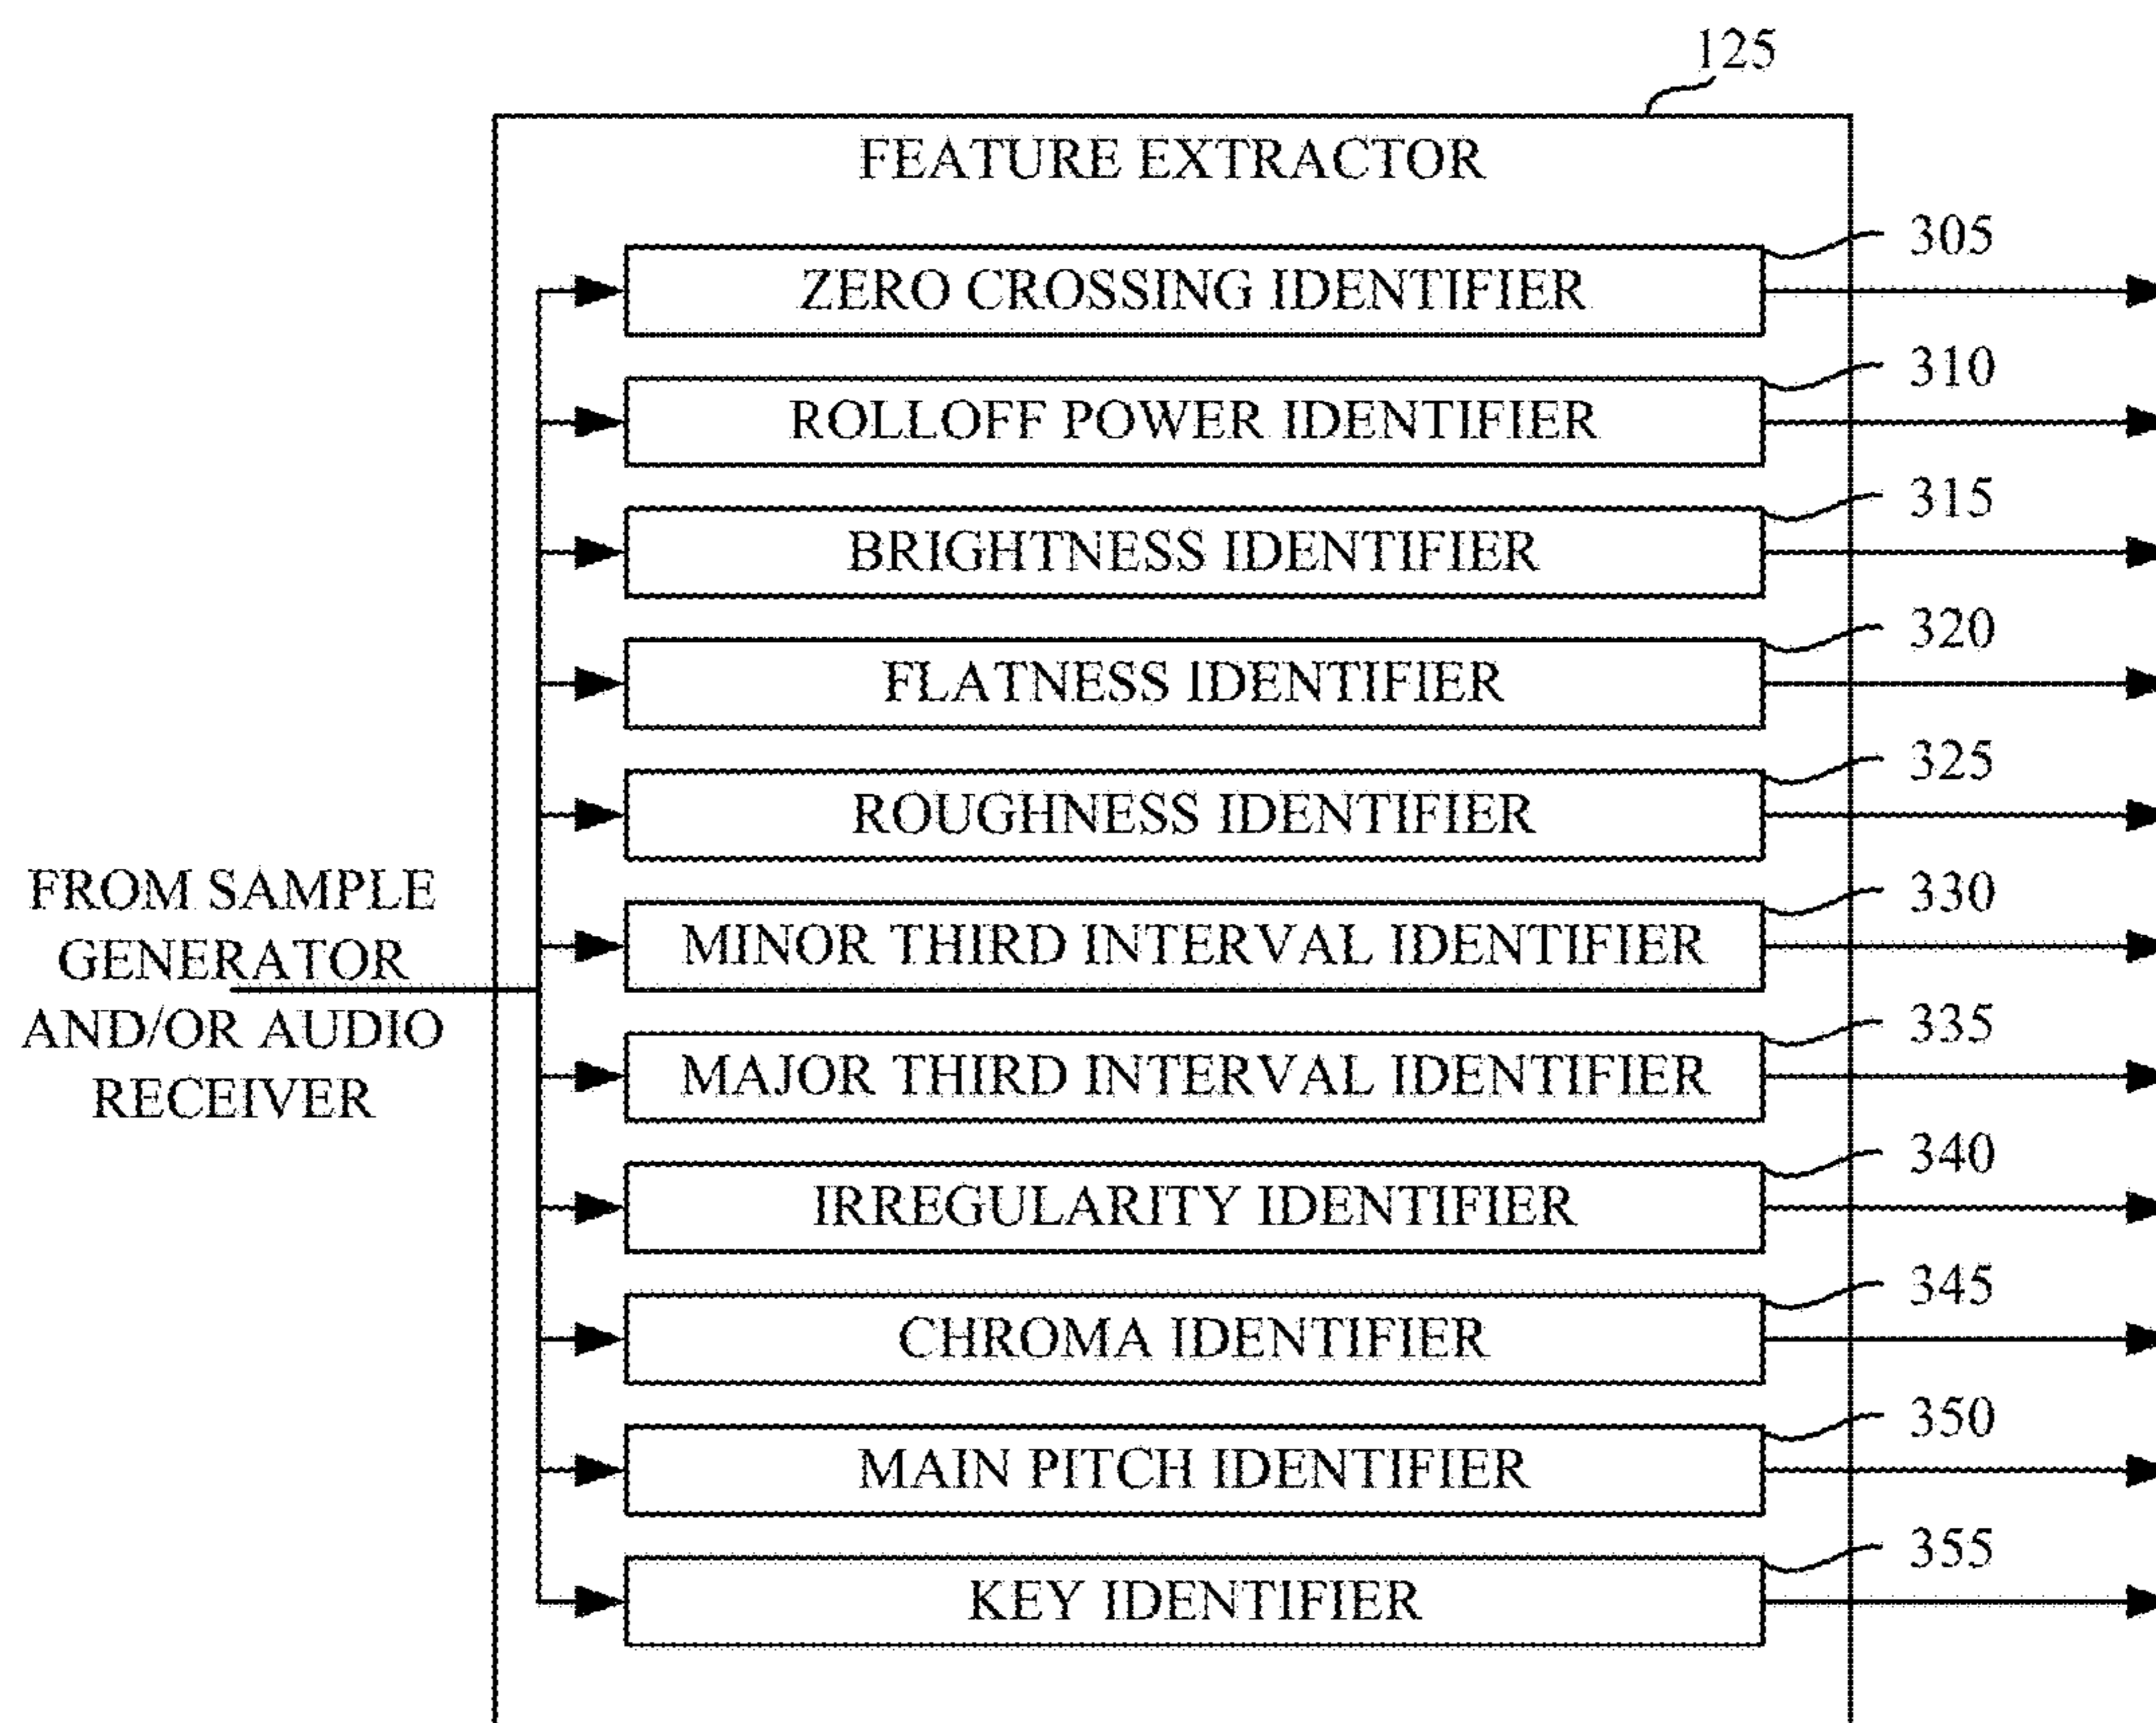 125
FEATURE EXTRACTOR
305
ZERO CROSSING IDENTIFIER
310
ROLLOFF POWER IDENTIFIER
315
BRIGHTNESS IDENTIFIER
320
FLATNESS IDENTIFIER
325
ROUGHNESS IDENTIFIER
FROM SAMPLE
GENERATOR
AND/OR AUDIO
RECEIVER
330
MINOR THIRD INTERVAL IDENTIFIER
335
MAJOR THIRD INTERVAL IDENTIFIER
340
IRREGULARITY IDENTIFIER
345
CHROMA IDENTIFIER
350
MAIN PITCH IDENTIFIER
355
KEY IDENTIFIER